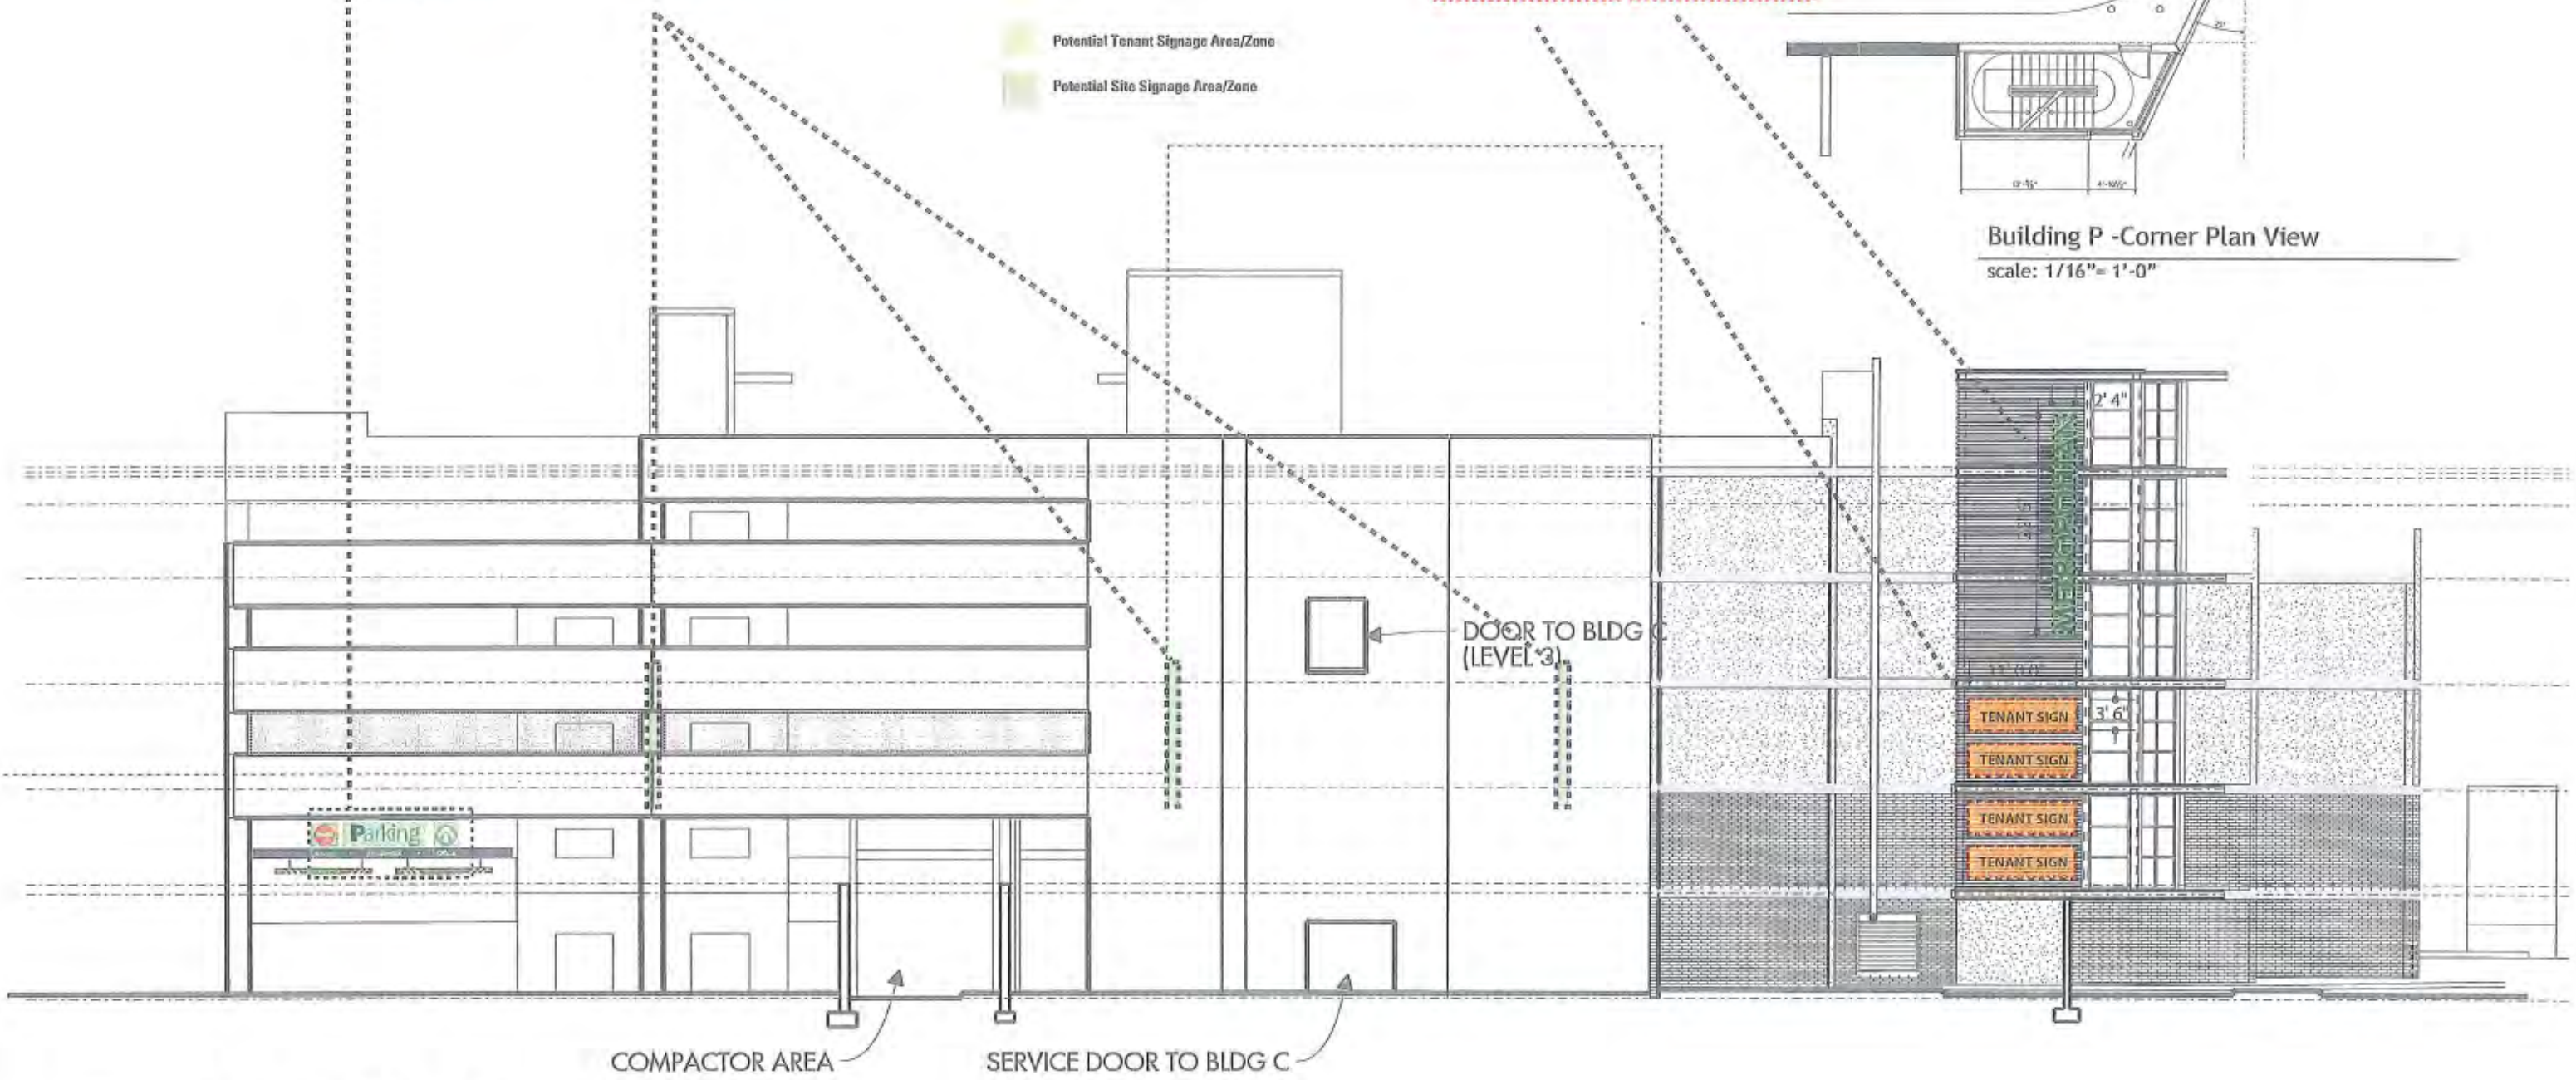 Potential Tenant Signage Area/Zone
Potential Site Signage Area/Zone
Building P -Corner Plan View
scale: 1/16"= 1'-0"
2' 4"
MERIDIAN
DOOR TO BLDG C
(LEVEL 3)
TENANT SIGN
3' 6"
TENANT SIGN
TENANT SIGN
TENANT SIGN
Parking
COMPACTOR AREA
SERVICE DOOR TO BLDG C